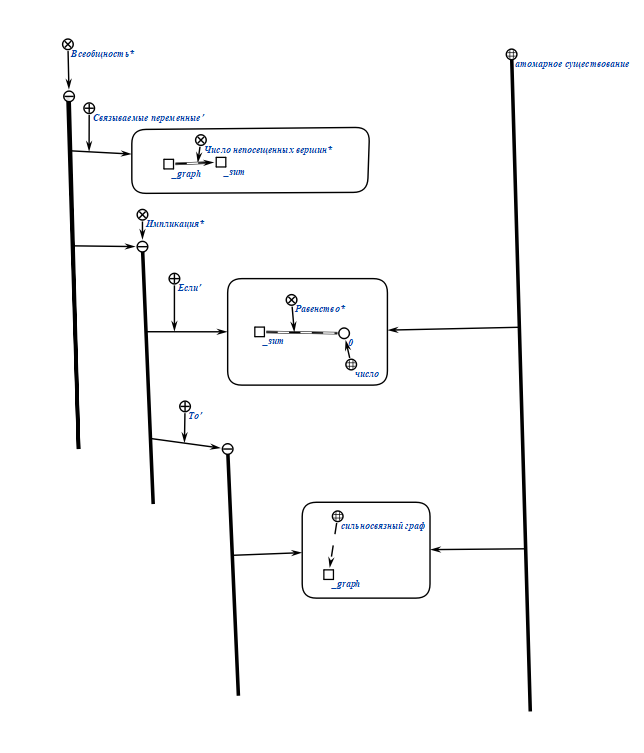 Всеобщность*
атомарное существование
Связываемые переменные'
Число непосещенных вершин*
_graph
_sum
Импликация*
Если'
Равенство*
_sum
0
число
То'
сильносвязный граф
_graph